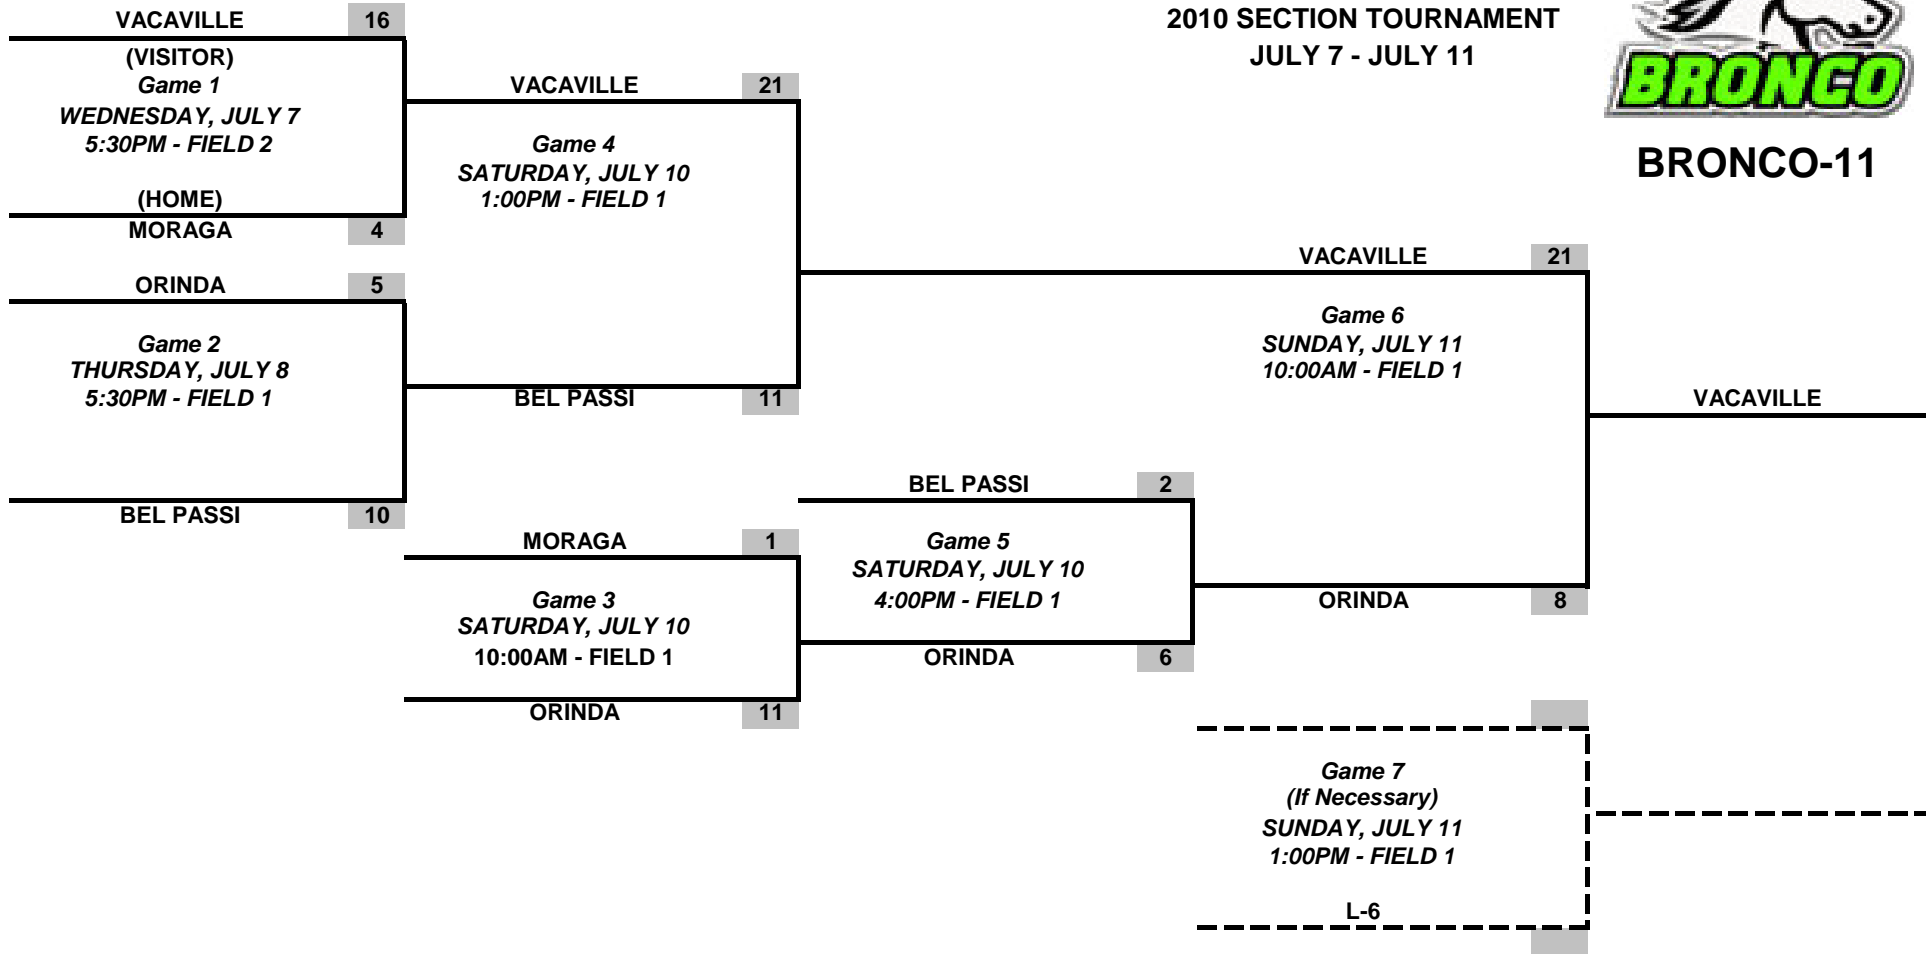 2010 SECTION TOURNAMENT
JULY 7 - JULY 11
BRONCO
BRONCO-11
VACAVILLE 16
(VISITOR)
Game 1
WEDNESDAY, JULY 7
5:30PM - FIELD 2
(HOME)
MORAGA 4
ORINDA 5
Game 2
THURSDAY, JULY 8
5:30PM - FIELD 1
BEL PASSI 10
VACAVILLE 21
Game 4
SATURDAY, JULY 10
1:00PM - FIELD 1
BEL PASSI 11
MORAGA 1
Game 3
SATURDAY, JULY 10
10:00AM - FIELD 1
ORINDA 11
BEL PASSI 2
Game 5
SATURDAY, JULY 10
4:00PM - FIELD 1
ORINDA 6
VACAVILLE 21
Game 6
SUNDAY, JULY 11
10:00AM - FIELD 1
ORINDA 8
VACAVILLE
Game 7
(If Necessary)
SUNDAY, JULY 11
1:00PM - FIELD 1
L-6